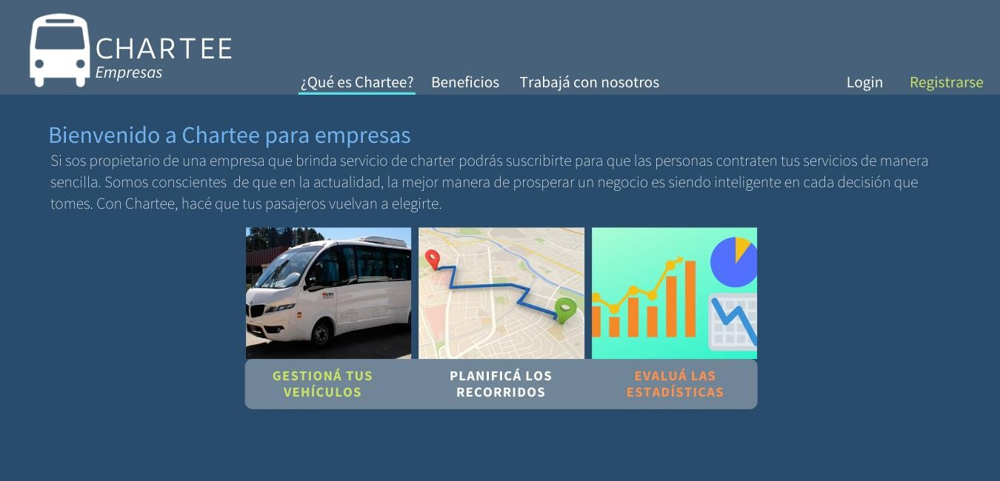 CHARTEE
Empresas
¿Qué es Chartee?
Beneficios
Trabajá con nosotros
Login
Registrarse
Bienvenido a Chartee para empresas
Si sos propietario de una empresa que brinda servicio de charter podrás suscribirte para que las personas contraten tus servicios de manera
sencilla. Somos conscientes  de que en la actualidad, la mejor manera de prosperar un negocio es siendo inteligente en cada decisión que
tomes. Con Chartee, hacé que tus pasajeros vuelvan a elegirte.
GESTIONÁ TUS
VEHÍCULOS
PLANIFICÁ LOS
RECORRIDOS
EVALUÁ LAS
ESTADÍSTICAS